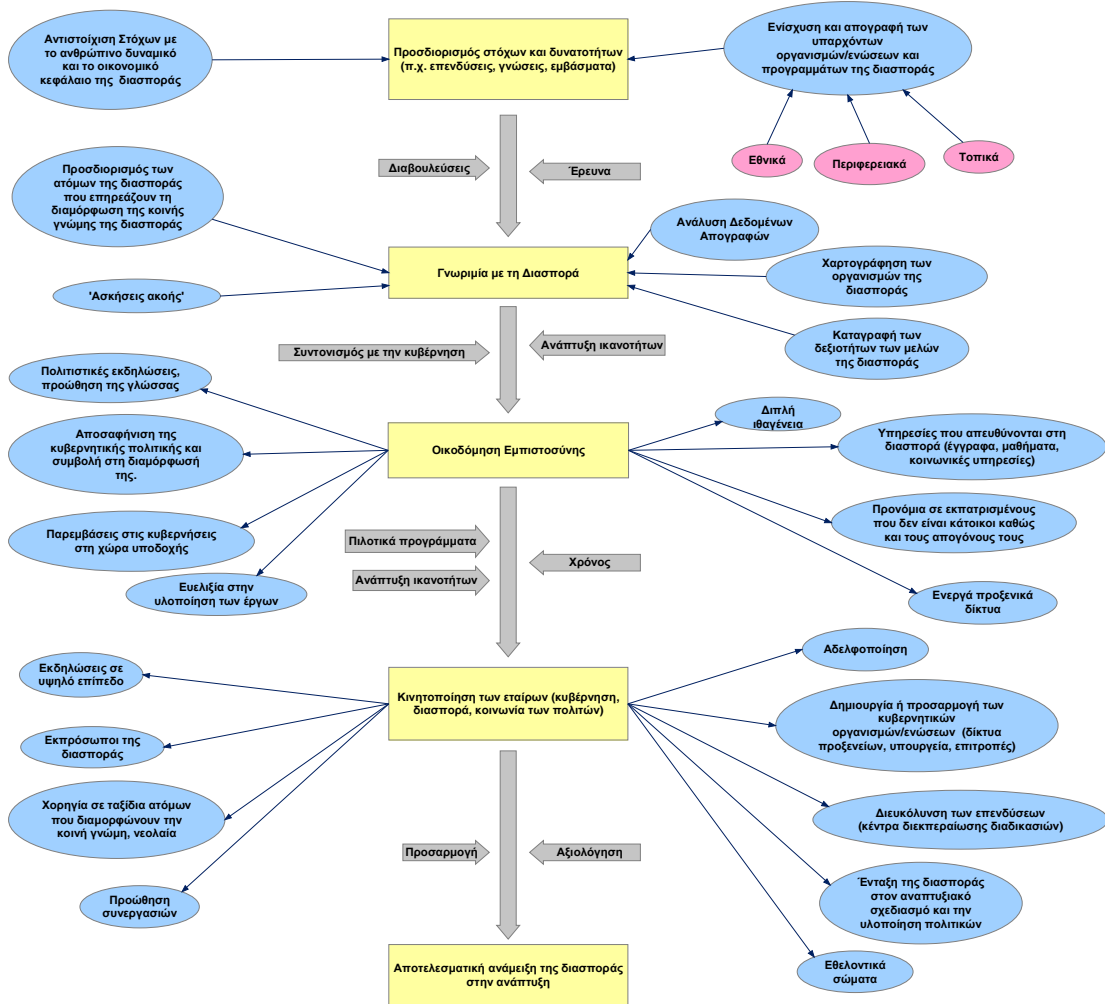 Αντιστοίχιση Στόχων με
το ανθρώπινο δυναμικό
και το οικονομικό
κεφάλαιο της διασποράς
Προσδιορισμός στόχων και δυνατοτήτων
(π.χ. επενδύσεις, γνώσεις, εμβάσματα)
Ενίσχυση και απογραφή των
υπαρχόντων
οργανισμών/ενώσεων και
προγραμμάτων της διασποράς
Εθνικά
Περιφερειακά
Τοπικά
Διαβουλεύσεις
Έρευνα
Προσδιορισμός των
ατόμων της διασποράς
που επηρεάζουν τη
διαμόρφωση της κοινής
γνώμης της διασποράς
'Ασκήσεις ακοής'
Γνωριμία με τη Διασπορά
Ανάλυση Δεδομένων
Απογραφών
Χαρτογράφηση των
οργανισμών της
διασποράς
Καταγραφή των
δεξιοτήτων των μελών
της διασποράς
Συντονισμός με την κυβέρνηση
Ανάπτυξη ικανοτήτων
Πολιτιστικές εκδηλώσεις,
προώθηση της γλώσσας
Αποσαφήνιση της
κυβερνητικής πολιτικής και
συμβολή στη διαμόρφωσή
της.
Παρεμβάσεις στις κυβερνήσεις
στη χώρα υποδοχής
Ευελιξία στην
υλοποίηση των έργων
Οικοδόμηση Εμπιστοσύνης
Διπλή
ιθαγένεια
Υπηρεσίες που απευθύνονται στη
διασπορά (έγγραφα, μαθήματα,
κοινωνικές υπηρεσίες)
Προνόμια σε εκπατρισμένους
που δεν είναι κάτοικοι καθώς
και τους απογόνους τους
Ενεργά προξενικά
δίκτυα
Πιλοτικά προγράμματα
Ανάπτυξη ικανοτήτων
Χρόνος
Εκδηλώσεις σε
υψηλό επίπεδο
Εκπρόσωποι της
διασποράς
Χορηγία σε ταξίδια ατόμων
που διαμορφώνουν την
κοινή γνώμη, νεολαία
Προώθηση
συνεργασιών
Κινητοποίηση των εταίρων (κυβέρνηση,
διασπορά, κοινωνία των πολιτών)
Αδελφοποίηση
Δημιουργία ή προσαρμογή των
κυβερνητικών
οργανισμών/ενώσεων (δίκτυα
προξενείων, υπουργεία, επιτροπές)
Διευκόλυνση των επενδύσεων
(κέντρα διεκπεραίωσης διαδικασιών)
Ένταξη της διασποράς
στον αναπτυξιακό
σχεδιασμό και την
υλοποίηση πολιτικών
Εθελοντικά
σώματα
Προσαρμογή
Αξιολόγηση
Αποτελεσματική ανάμειξη της διασποράς
στην ανάπτυξη